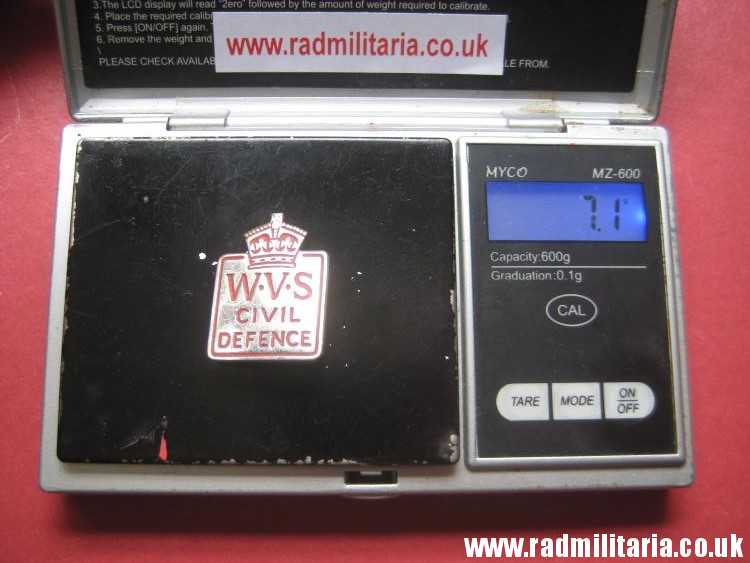 3.The LCD display will read "zero" followed by the amount of weight required to calibrate.
4. Place the required calibr
5. Press [ON/OFF] again.
6. Remove the weight and
PLEASE CHECK AVAILAB
LE FROM.
www.radmilitaria.co.uk
MYCO MZ-600
7.1
Capacity:600g
Graduation:0.1g
CAL
TARE MODE ON/OFF
W·V·S
CIVIL
DEFENCE
www.radmilitaria.co.uk